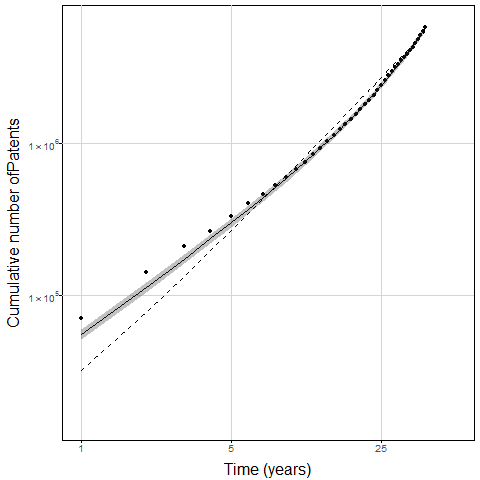 Cumulative number ofPatents
1×10⁶
1×10⁵
1 5 25
Time (years)